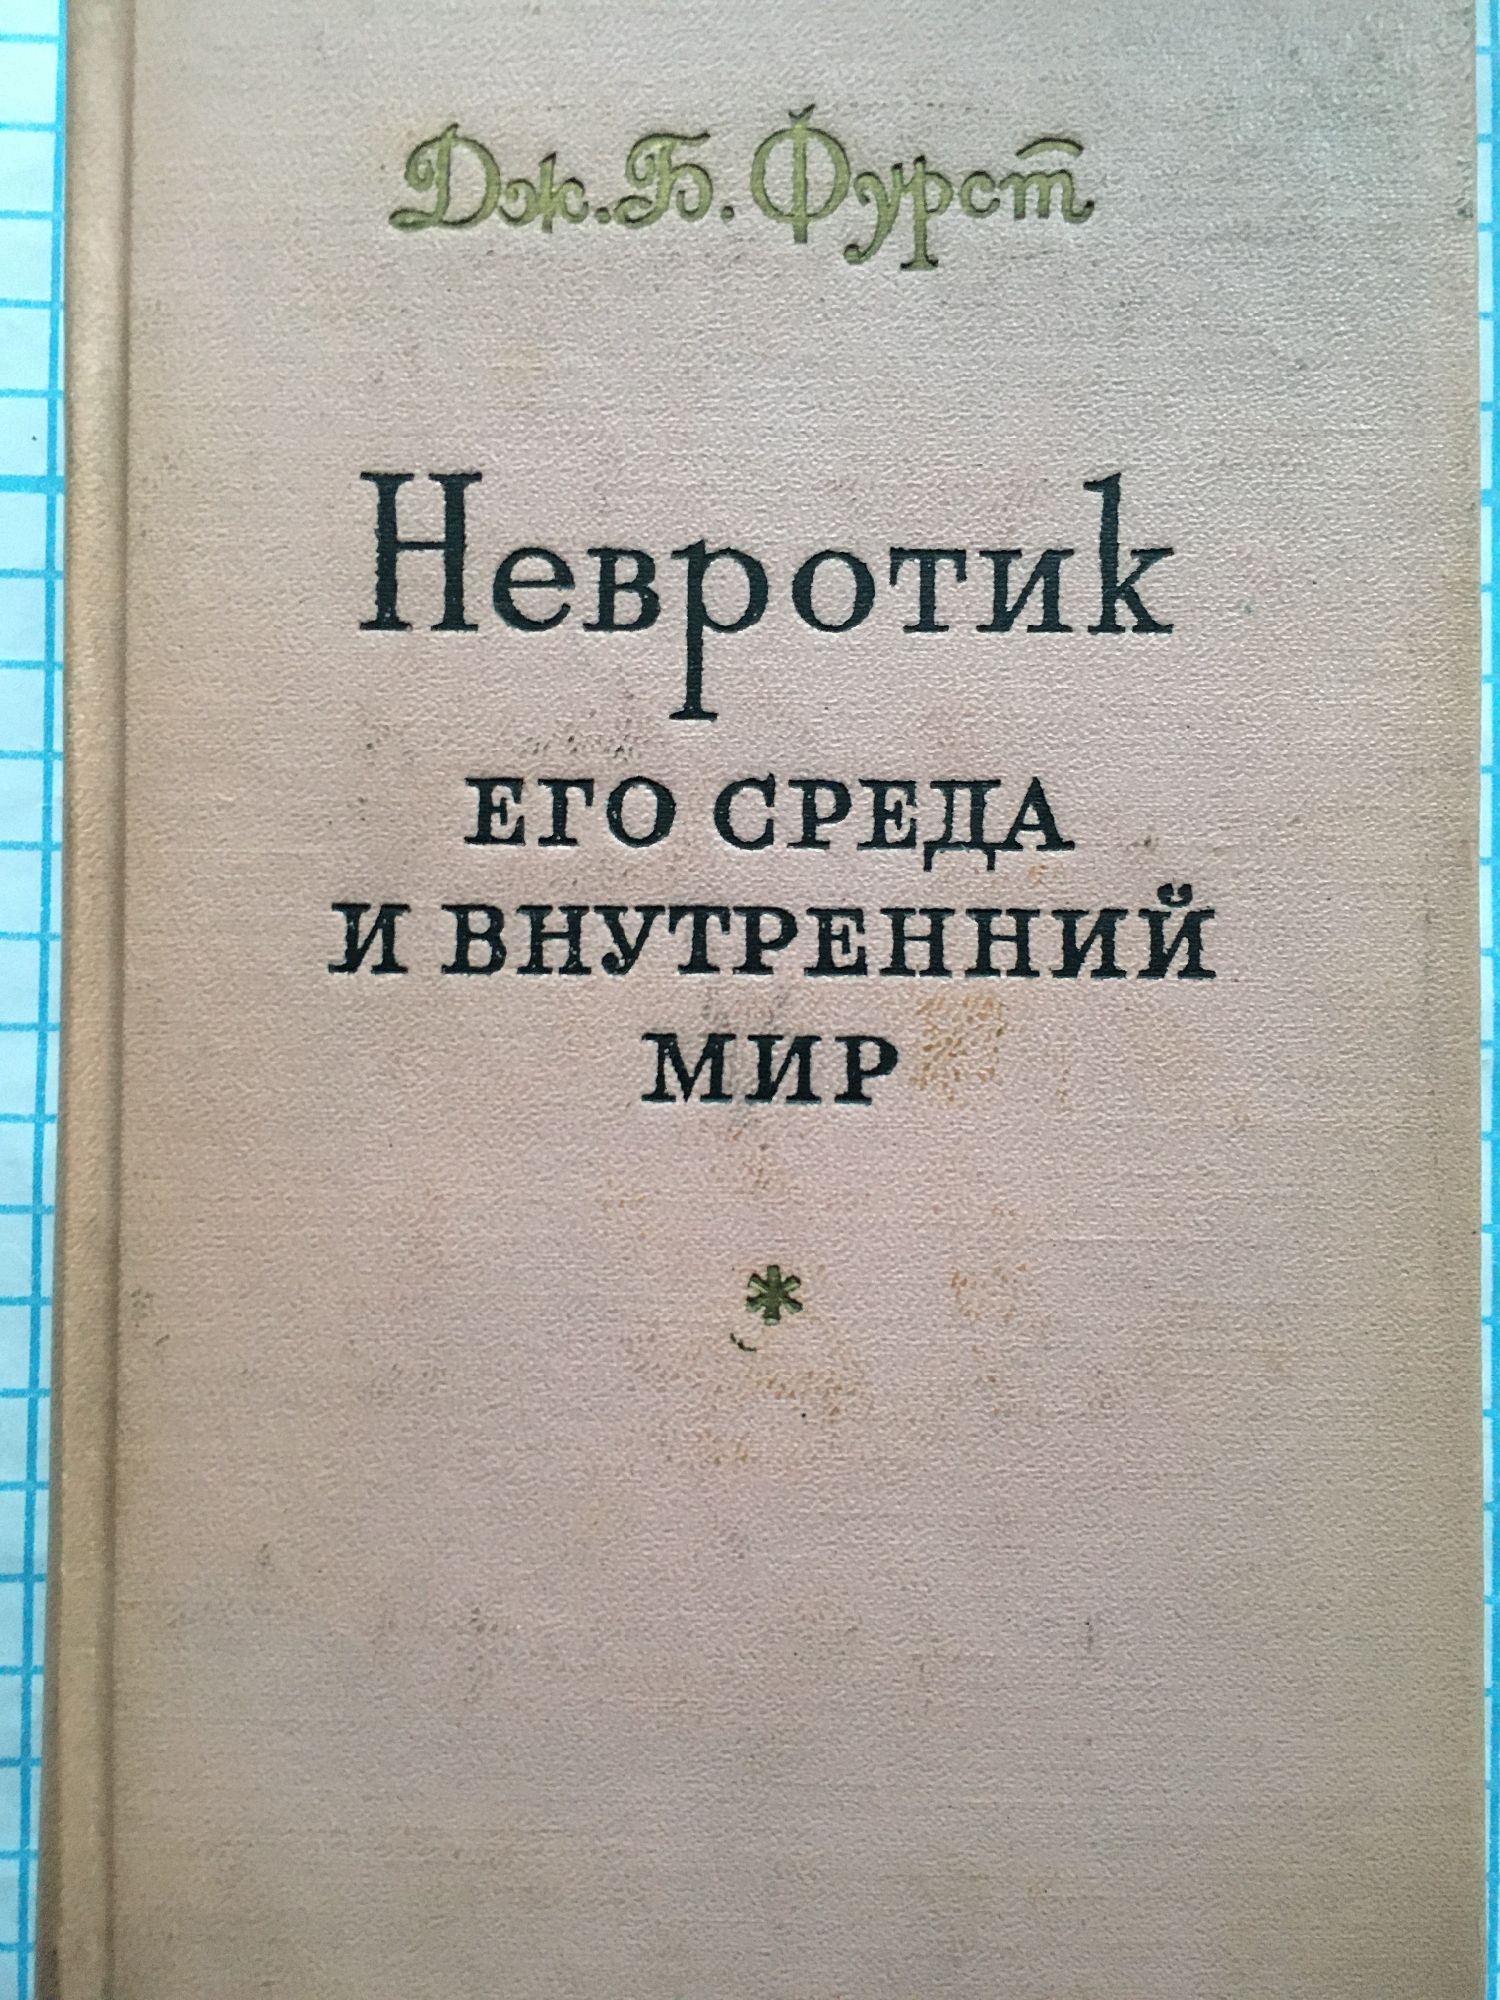 Дж. Б. Фурст
Невротик
ЕГО СРЕДА
И ВНУТРЕННИЙ
МИР
*